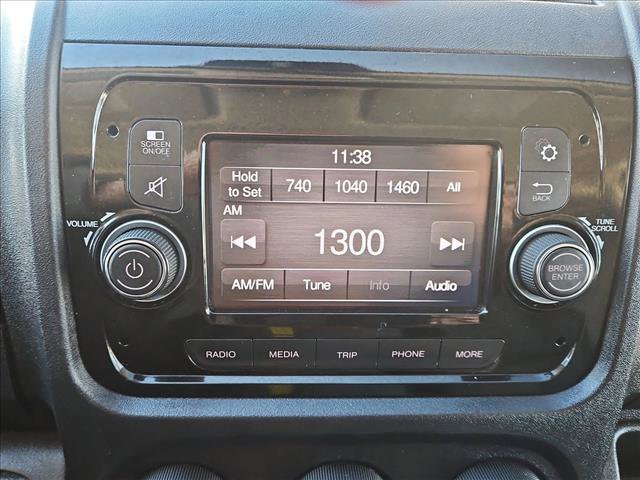 11:38
SCREEN
ON/OFF
BACK
Hold
to Set
740 1040 1460 All
AM
VOLUME
TUNE
SCROLL
1300
BROWSE
ENTER
AM/FM Tune Info Audio
RADIO MEDIA TRIP PHONE MORE